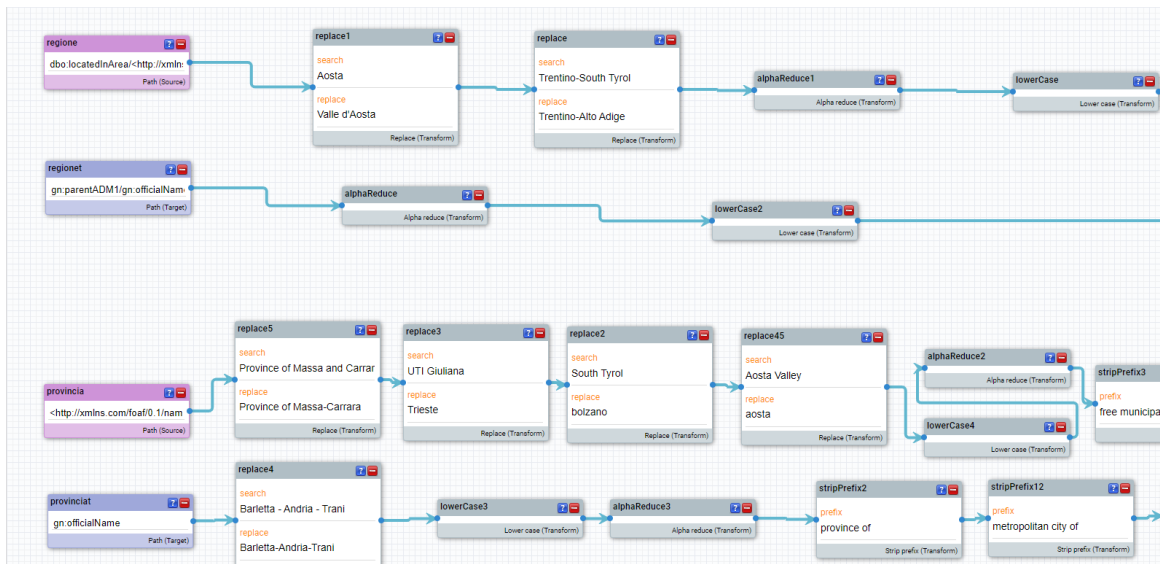 regione
dbo:locatedInArea/<http://xmlns
Path (Source)
replace1
search
Aosta
replace
Valle d'Aosta
Replace (Transform)
replace
search
Trentino-South Tyrol
replace
Trentino-Alto Adige
Replace (Transform)
alphaReduce1
Alpha reduce (Transform)
lowerCase
Lower case (Transform)
regionet
gn:parentADM1/gn:officialName
Path (Target)
alphaReduce
Alpha reduce (Transform)
lowerCase2
Lower case (Transform)
provincia
<http://xmlns.com/foaf/0.1/nam
Path (Source)
replace5
search
Province of Massa and Carrar
replace
Province of Massa-Carrara
Replace (Transform)
replace3
search
UTI Giuliana
replace
Trieste
Replace (Transform)
replace2
search
South Tyrol
replace
bolzano
Replace (Transform)
replace45
search
Aosta Valley
replace
aosta
Replace (Transform)
alphaReduce2
Alpha reduce (Transform)
lowerCase4
Lower case (Transform)
stripPrefix3
prefix
free municipa
provinciat
gn:officialName
Path (Target)
replace4
search
Barletta - Andria - Trani
replace
Barletta-Andria-Trani
lowerCase3
Lower case (Transform)
alphaReduce3
Alpha reduce (Transform)
stripPrefix2
prefix
province of
Strip prefix (Transform)
stripPrefix12
prefix
metropolitan city of
Strip prefix (Transform)